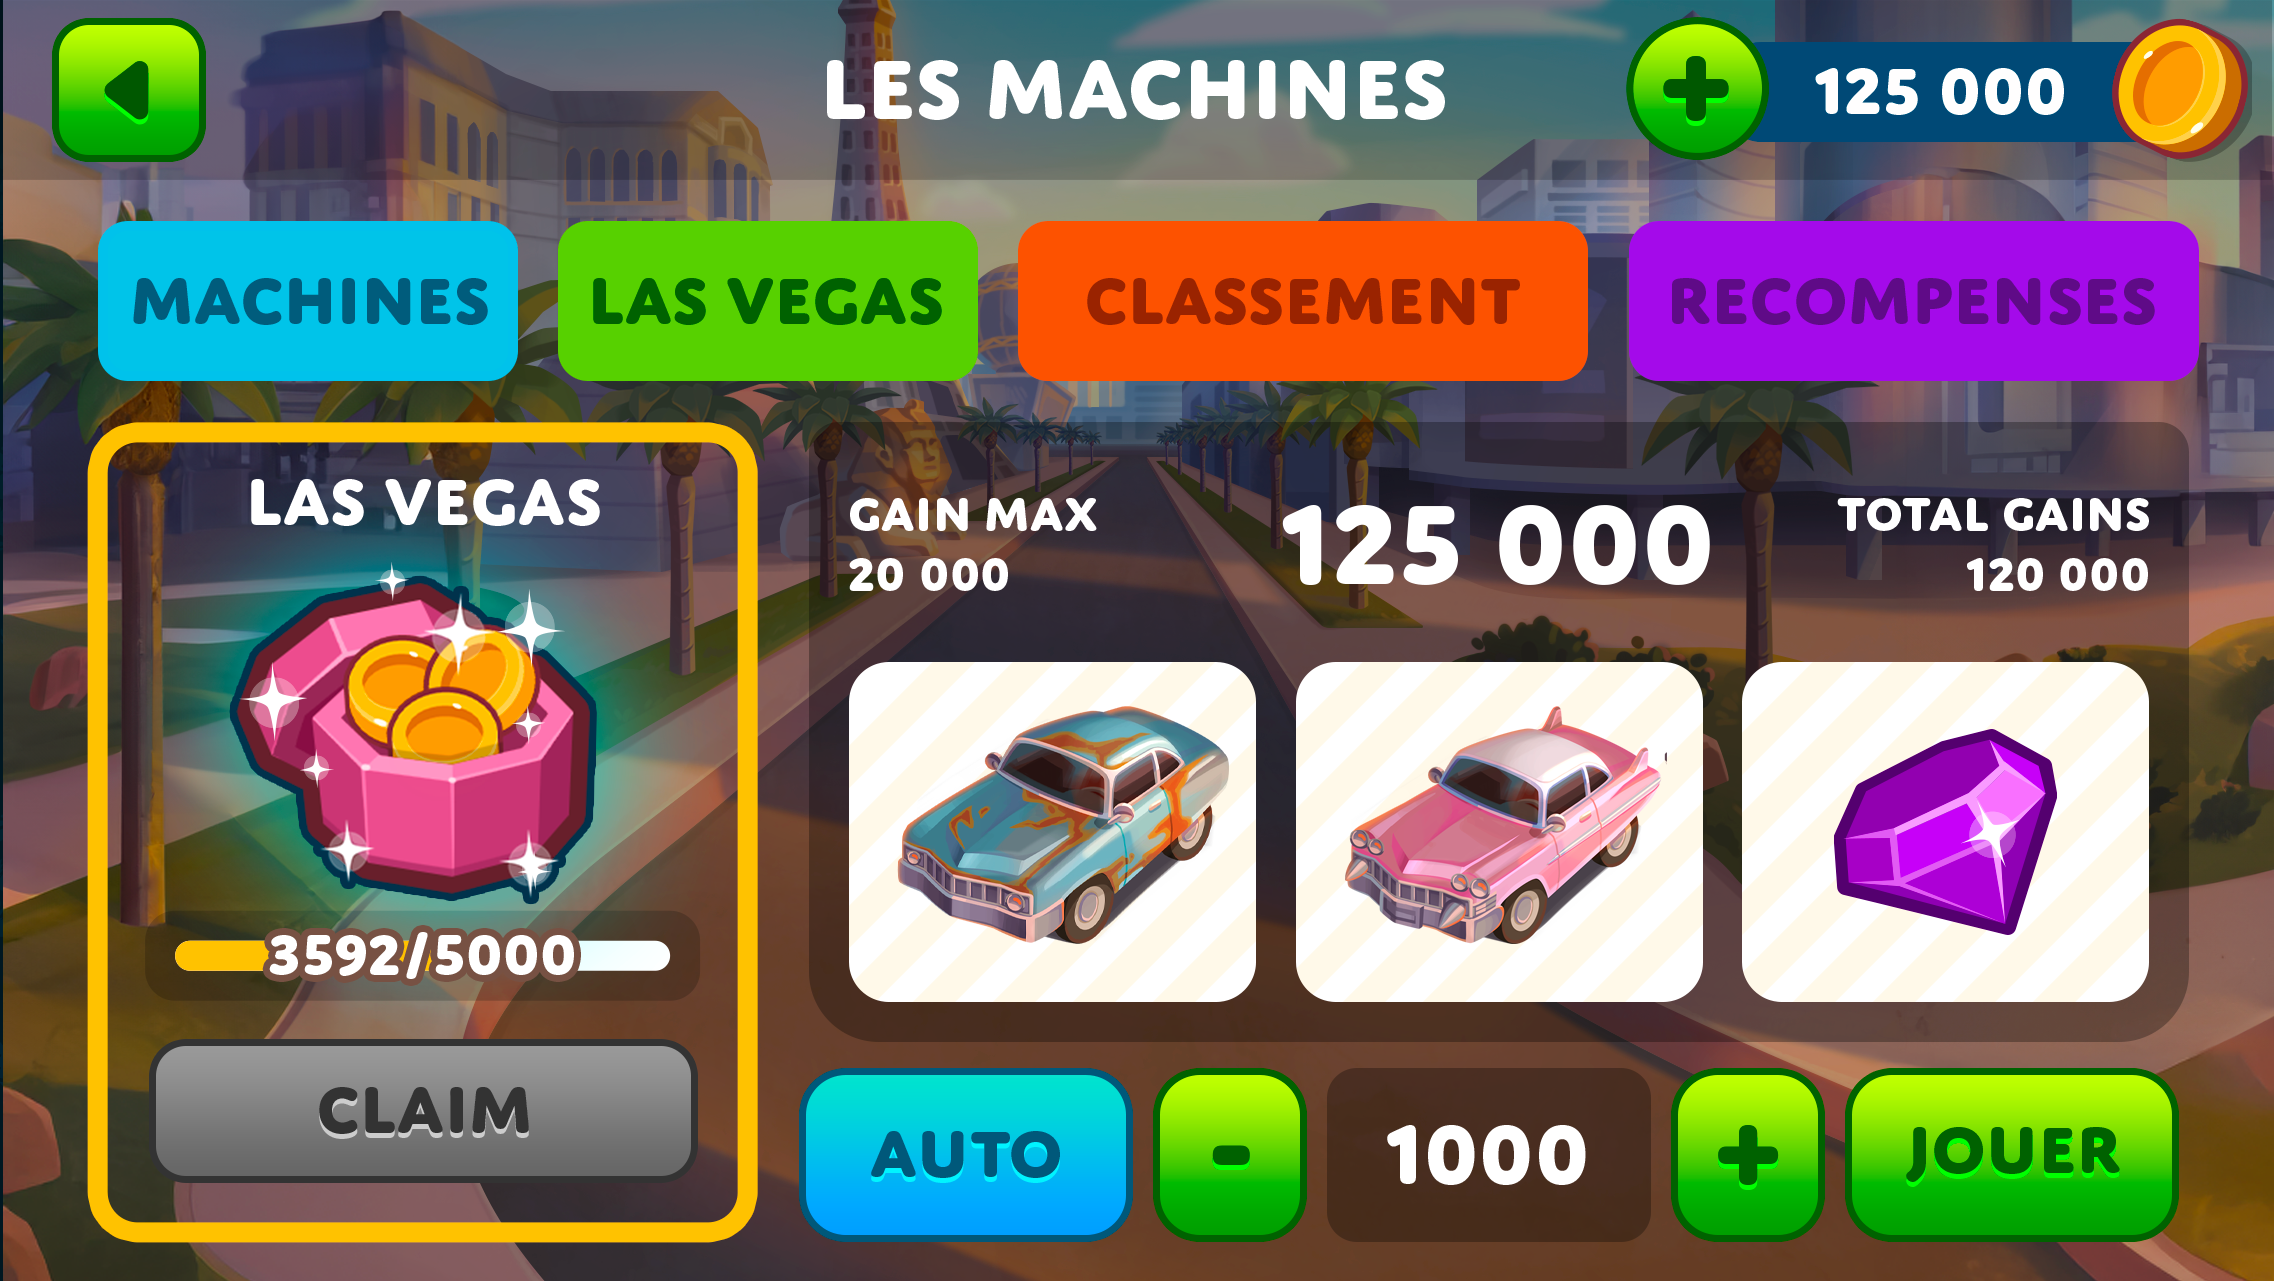 LES MACHINES
+ 125 000
MACHINES
LAS VEGAS
CLASSEMENT
RECOMPENSES
LAS VEGAS
3592/5000
CLAIM
GAIN MAX
20 000
125 000
TOTAL GAINS
120 000
AUTO
-
1000
+
JOUER